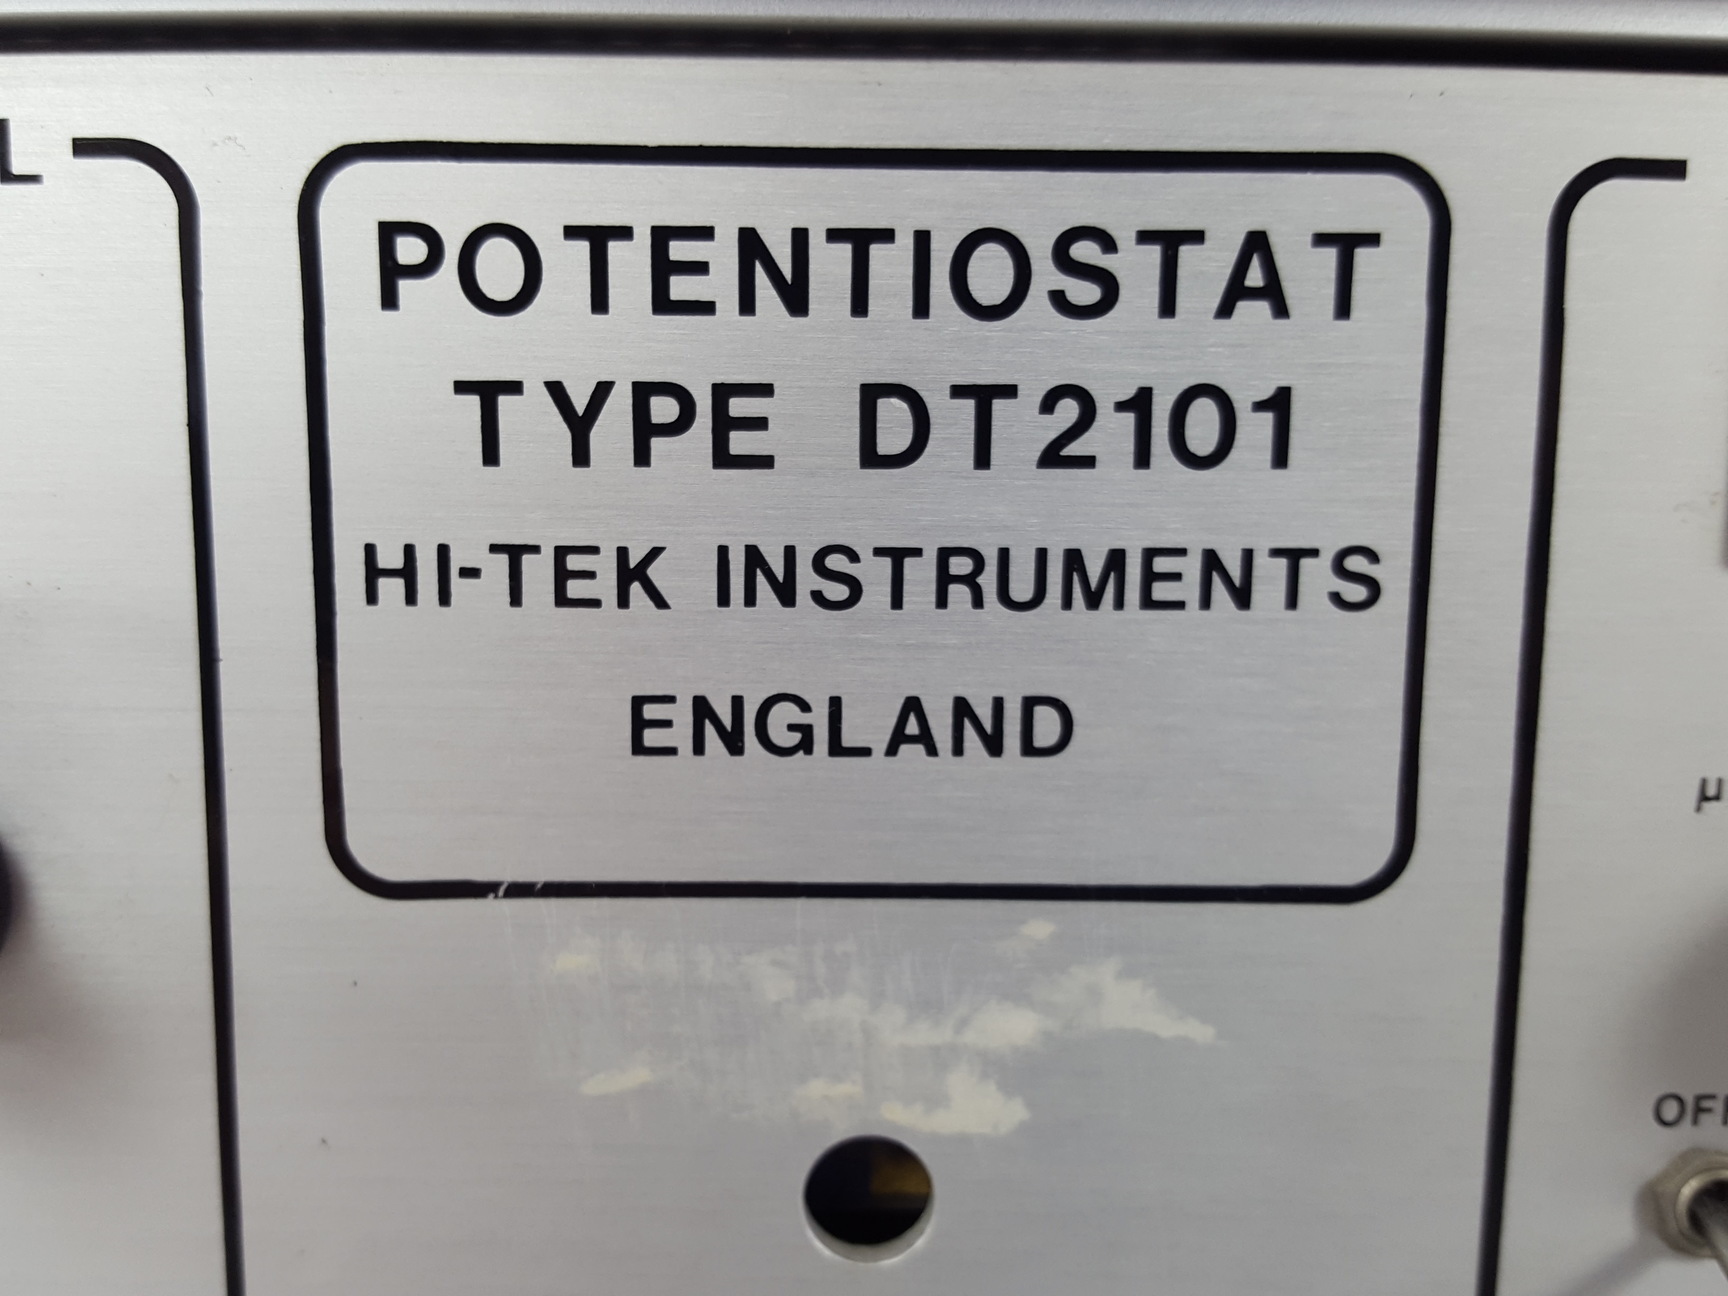 POTENTIOSTAT
TYPE DT2101
HI-TEK INSTRUMENTS
ENGLAND
L
μ